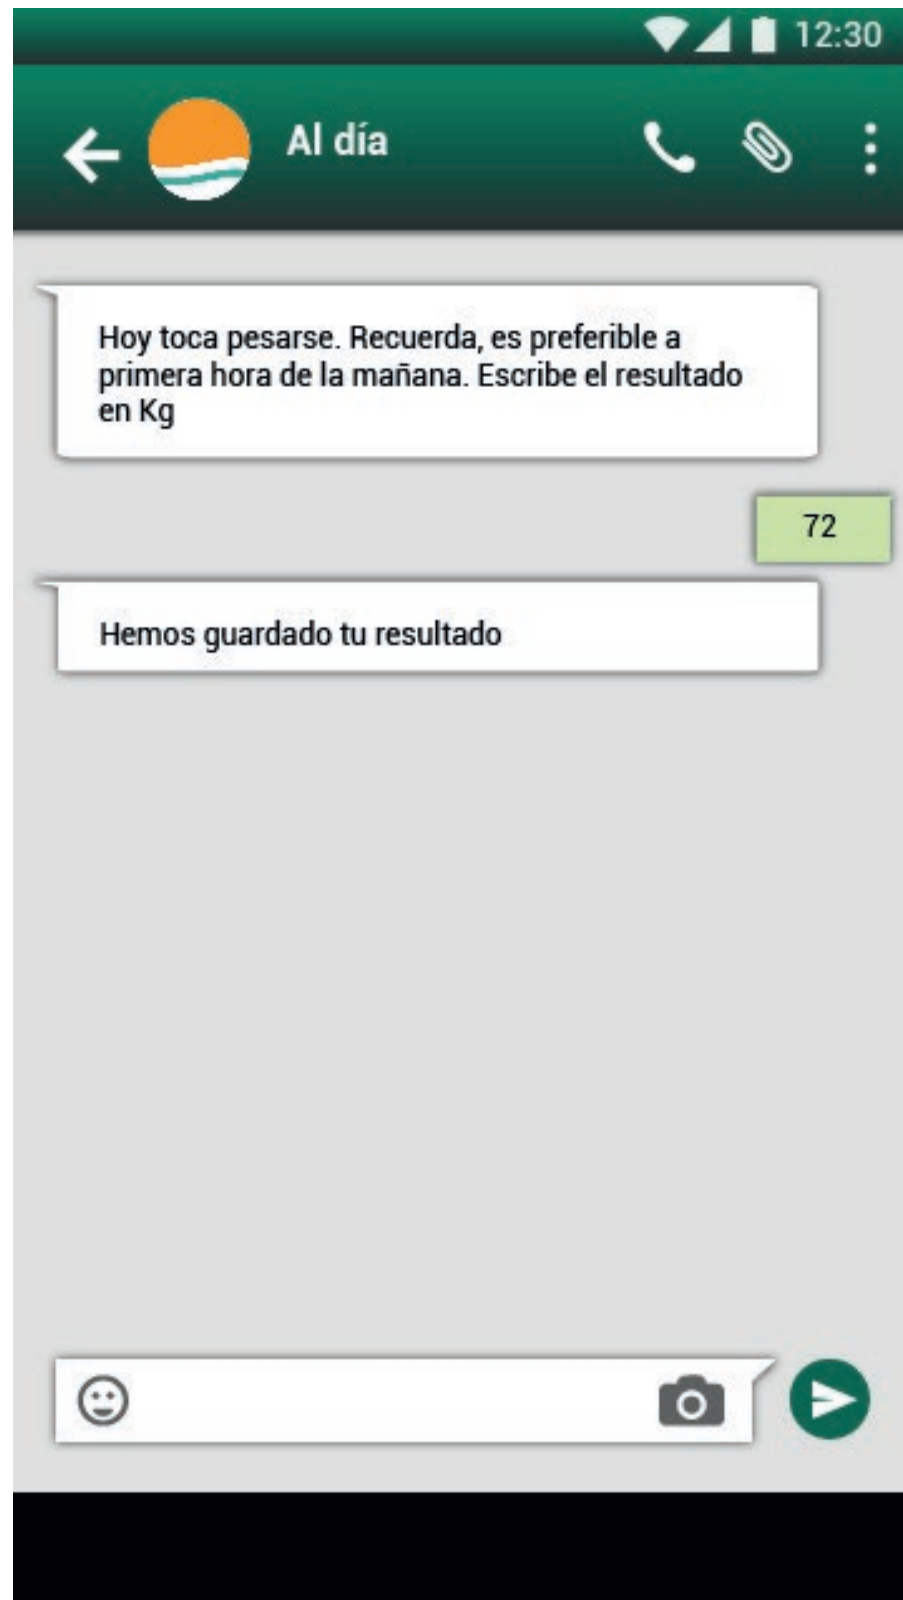 12:30
Al día
Hoy toca pesarse. Recuerda, es preferible a
primera hora de la mañana. Escribe el resultado
en Kg
72
Hemos guardado tu resultado